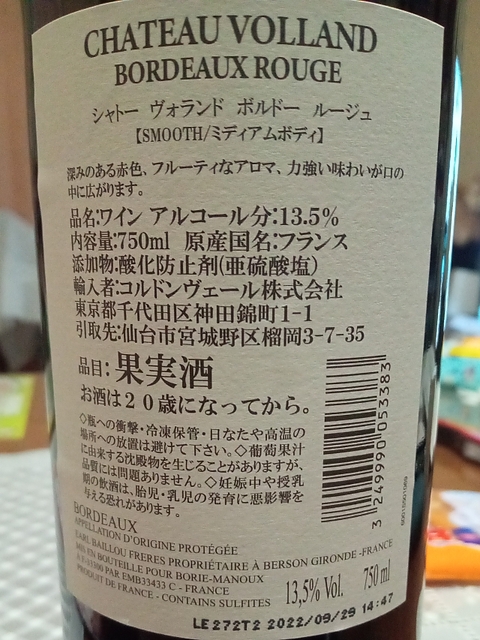 CHATEAU VOLLAND
BORDEAUX ROUGE
シャトー ヴォランド ボルドー ルージュ
【SMOOTH/ミディアムボディ】
深みのある赤色、フルーティなアロマ、力強い味わいが口の
中に広がります。
品名:ワイン アルコール分:13.5%
内容量:750ml 原産国名:フランス
添加物:酸化防止剤(亜硫酸塩)
輸入者:コルドンヴェール株式会社
東京都千代田区神田錦町1-1
引取先:仙台市宮城野区榴岡3-7-35
品目:果実酒
お酒は20歳になってから。
◇瓶への衝撃・冷凍保管・日なたや高温の
場所への放置は避けて下さい。◇葡萄果汁
に由来する沈殿物を生じることがありますが、
品質には問題ありません。◇妊娠中や授乳
期の飲酒は、胎児・乳児の発育に悪影響を
与える恐れがあります。
3 249990 053383
BORDEAUX
APPELLATION D'ORIGINE PROTÉGÉE
EARL BAILLOU FRERES PROPRIÉTAIRE À BERSON GIRONDE -FRANCE
MIS EN BOUTEILLE POUR BORIE-MANOUX
À F-33390 PAR EMB33433 C - FRANCE
PRODUIT DE FRANCE - CONTAINS SULFITES
13,5% Vol. 750 ml
LE272T2 2022/09/29 14:47